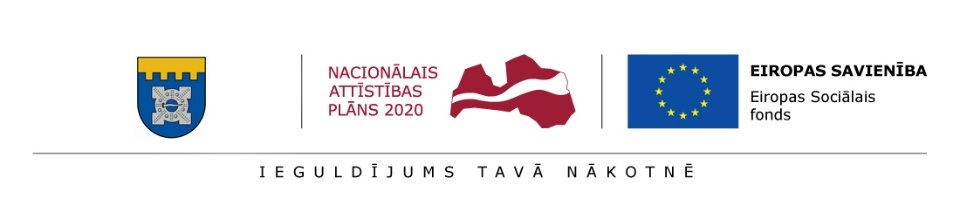 NACIONĀLAIS
ATTĪSTĪBAS
PLĀNS 2020
EIROPAS SAVIENĪBA
Eiropas Sociālais
fonds
IEGULDĪJUMS TAVĀ NĀKOTNĒ